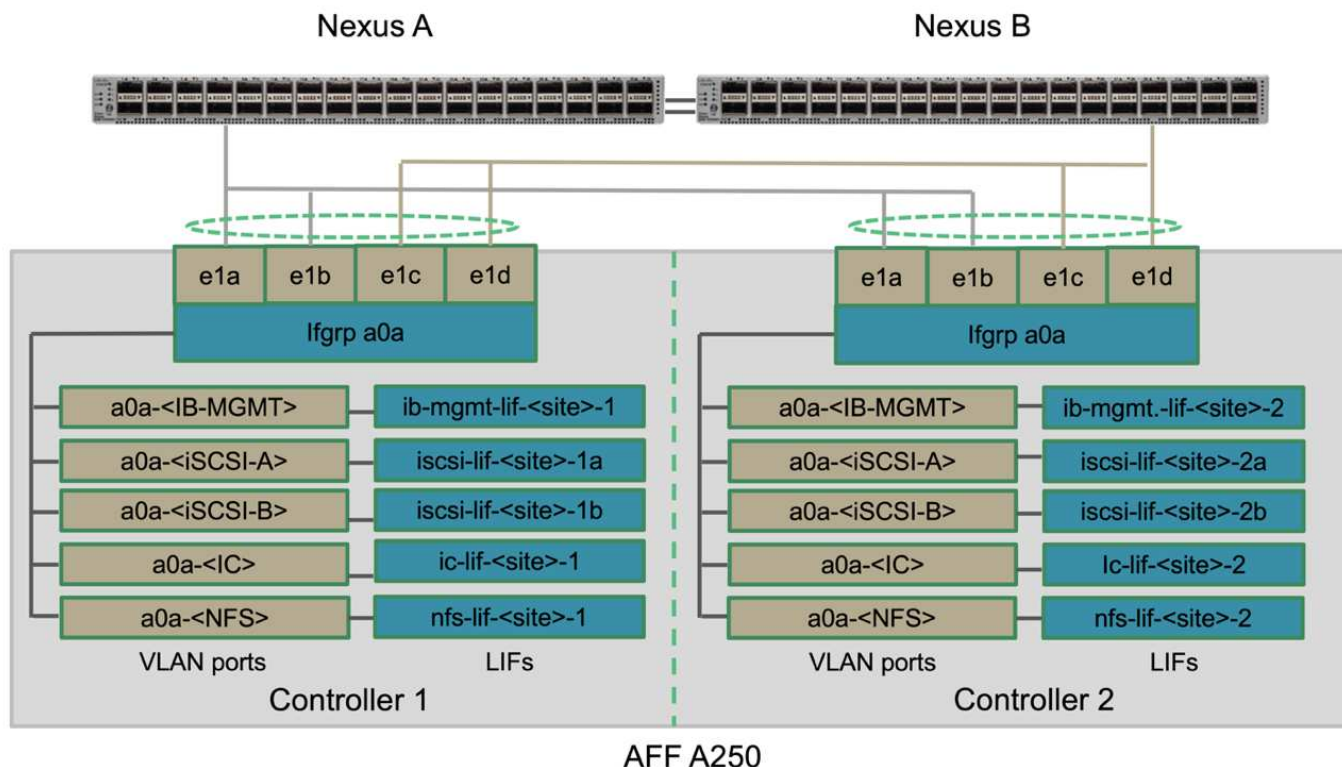 Nexus A
Nexus B
e1a e1b e1c e1d
e1a e1b e1c e1d
Ifgrp a0a
Ifgrp a0a
a0a-<IB-MGMT>
ib-mgmt-lif-<site>-1
a0a-<iSCSI-A>
iscsi-lif-<site>-1a
a0a-<iSCSI-B>
iscsi-lif-<site>-1b
a0a-<IC>
ic-lif-<site>-1
a0a-<NFS>
nfs-lif-<site>-1
VLAN ports
LIFs
Controller 1
a0a-<IB-MGMT>
ib-mgmt.-lif-<site>-2
a0a-<iSCSI-A>
iscsi-lif-<site>-2a
a0a-<iSCSI-B>
iscsi-lif-<site>-2b
a0a-<IC>
Ic-lif-<site>-2
a0a-<NFS>
nfs-lif-<site>-2
VLAN ports
LIFs
Controller 2
AFF A250